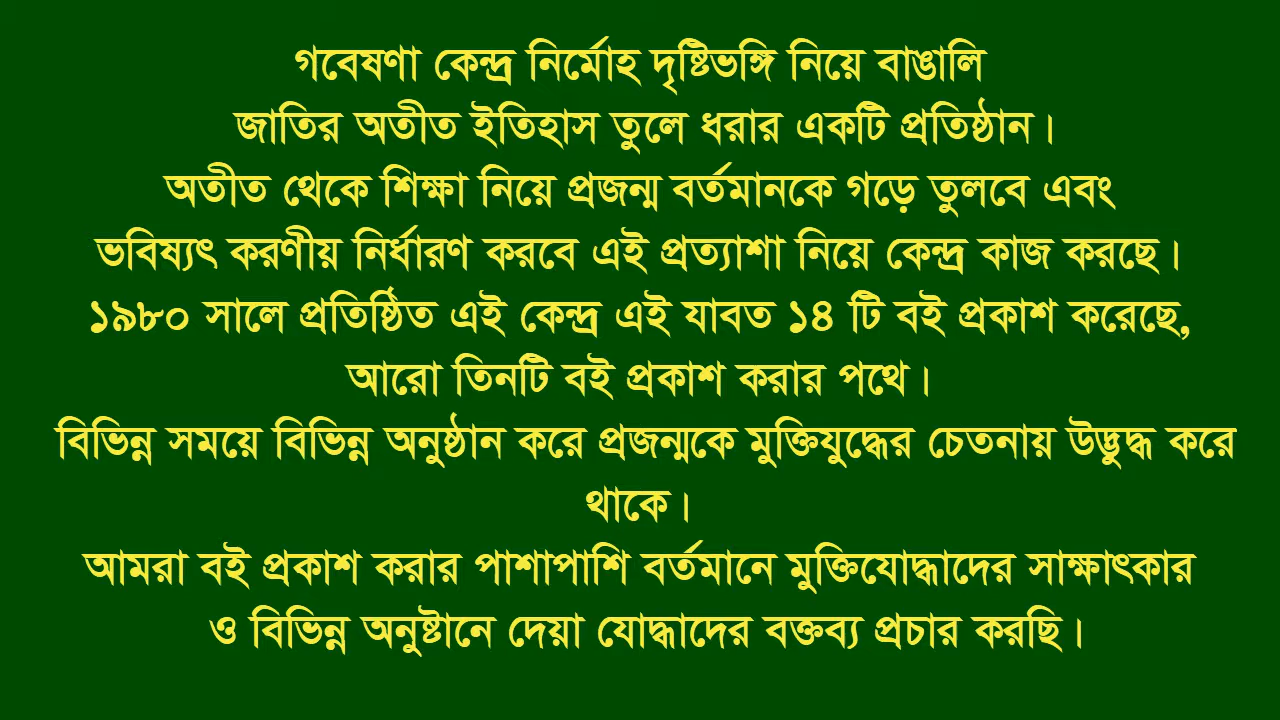 গবেষণা কেন্দ্র নির্মোহ দৃষ্টিভঙ্গি নিয়ে বাঙালি
জাতির অতীত ইতিহাস তুলে ধরার একটি প্রতিষ্ঠান।
অতীত থেকে শিক্ষা নিয়ে প্রজন্ম বর্তমানকে গড়ে তুলবে এবং
ভবিষ্যৎ করণীয় নির্ধারণ করবে এই প্রত্যাশা নিয়ে কেন্দ্র কাজ করছে।
১৯৮০ সালে প্রতিষ্ঠিত এই কেন্দ্র এই যাবত ১৪ টি বই প্রকাশ করেছে,
আরো তিনটি বই প্রকাশ করার পথে।
বিভিন্ন সময়ে বিভিন্ন অনুষ্ঠান করে প্রজন্মকে মুক্তিযুদ্ধের চেতনায় উদ্ভুদ্ধ করে
থাকে।
আমরা বই প্রকাশ করার পাশাপাশি বর্তমানে মুক্তিযোদ্ধাদের সাক্ষাৎকার
ও বিভিন্ন অনুষ্টানে দেয়া যোদ্ধাদের বক্তব্য প্রচার করছি।